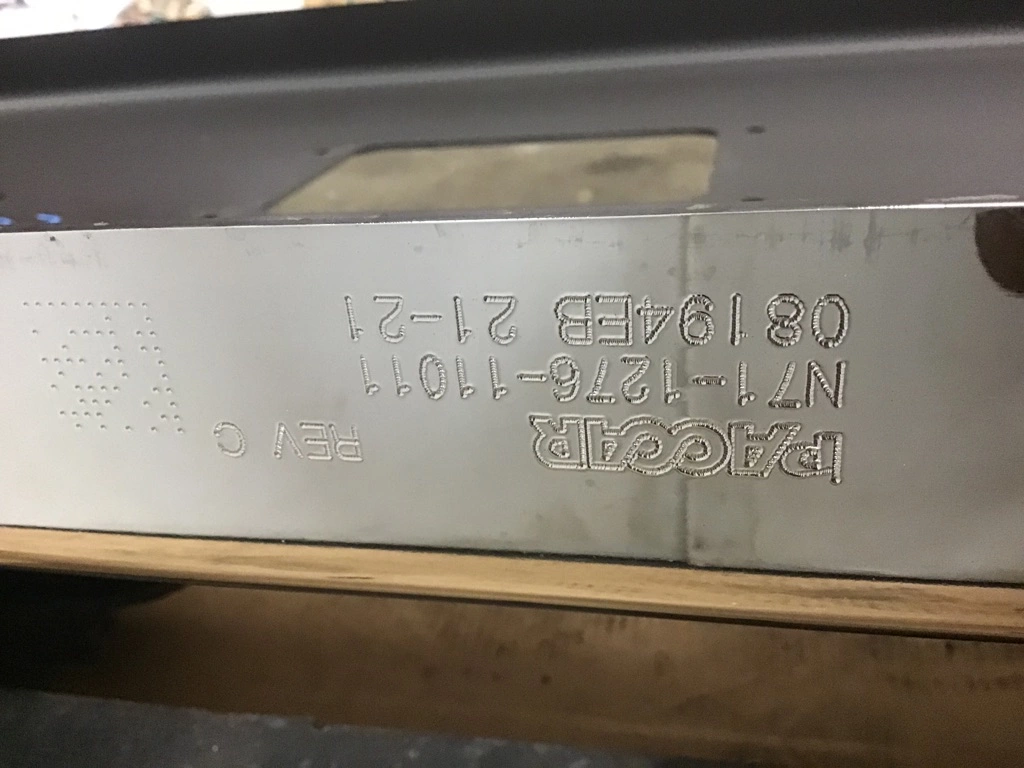 PACCAR REV C
N71-1276-11011
08194EB 21-21